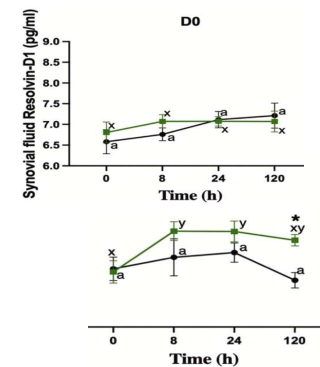 D0
Synovial fluid Resolvin-D1 (pg/ml)
9.0
8.5
8.0
7.5
7.0
6.5
6.0
x
a
x
a
a
x
a
x
0 8 24 120
Time (h)
x
a
y
a
y
a
*
xy
a
0 8 24 120
Time (h)